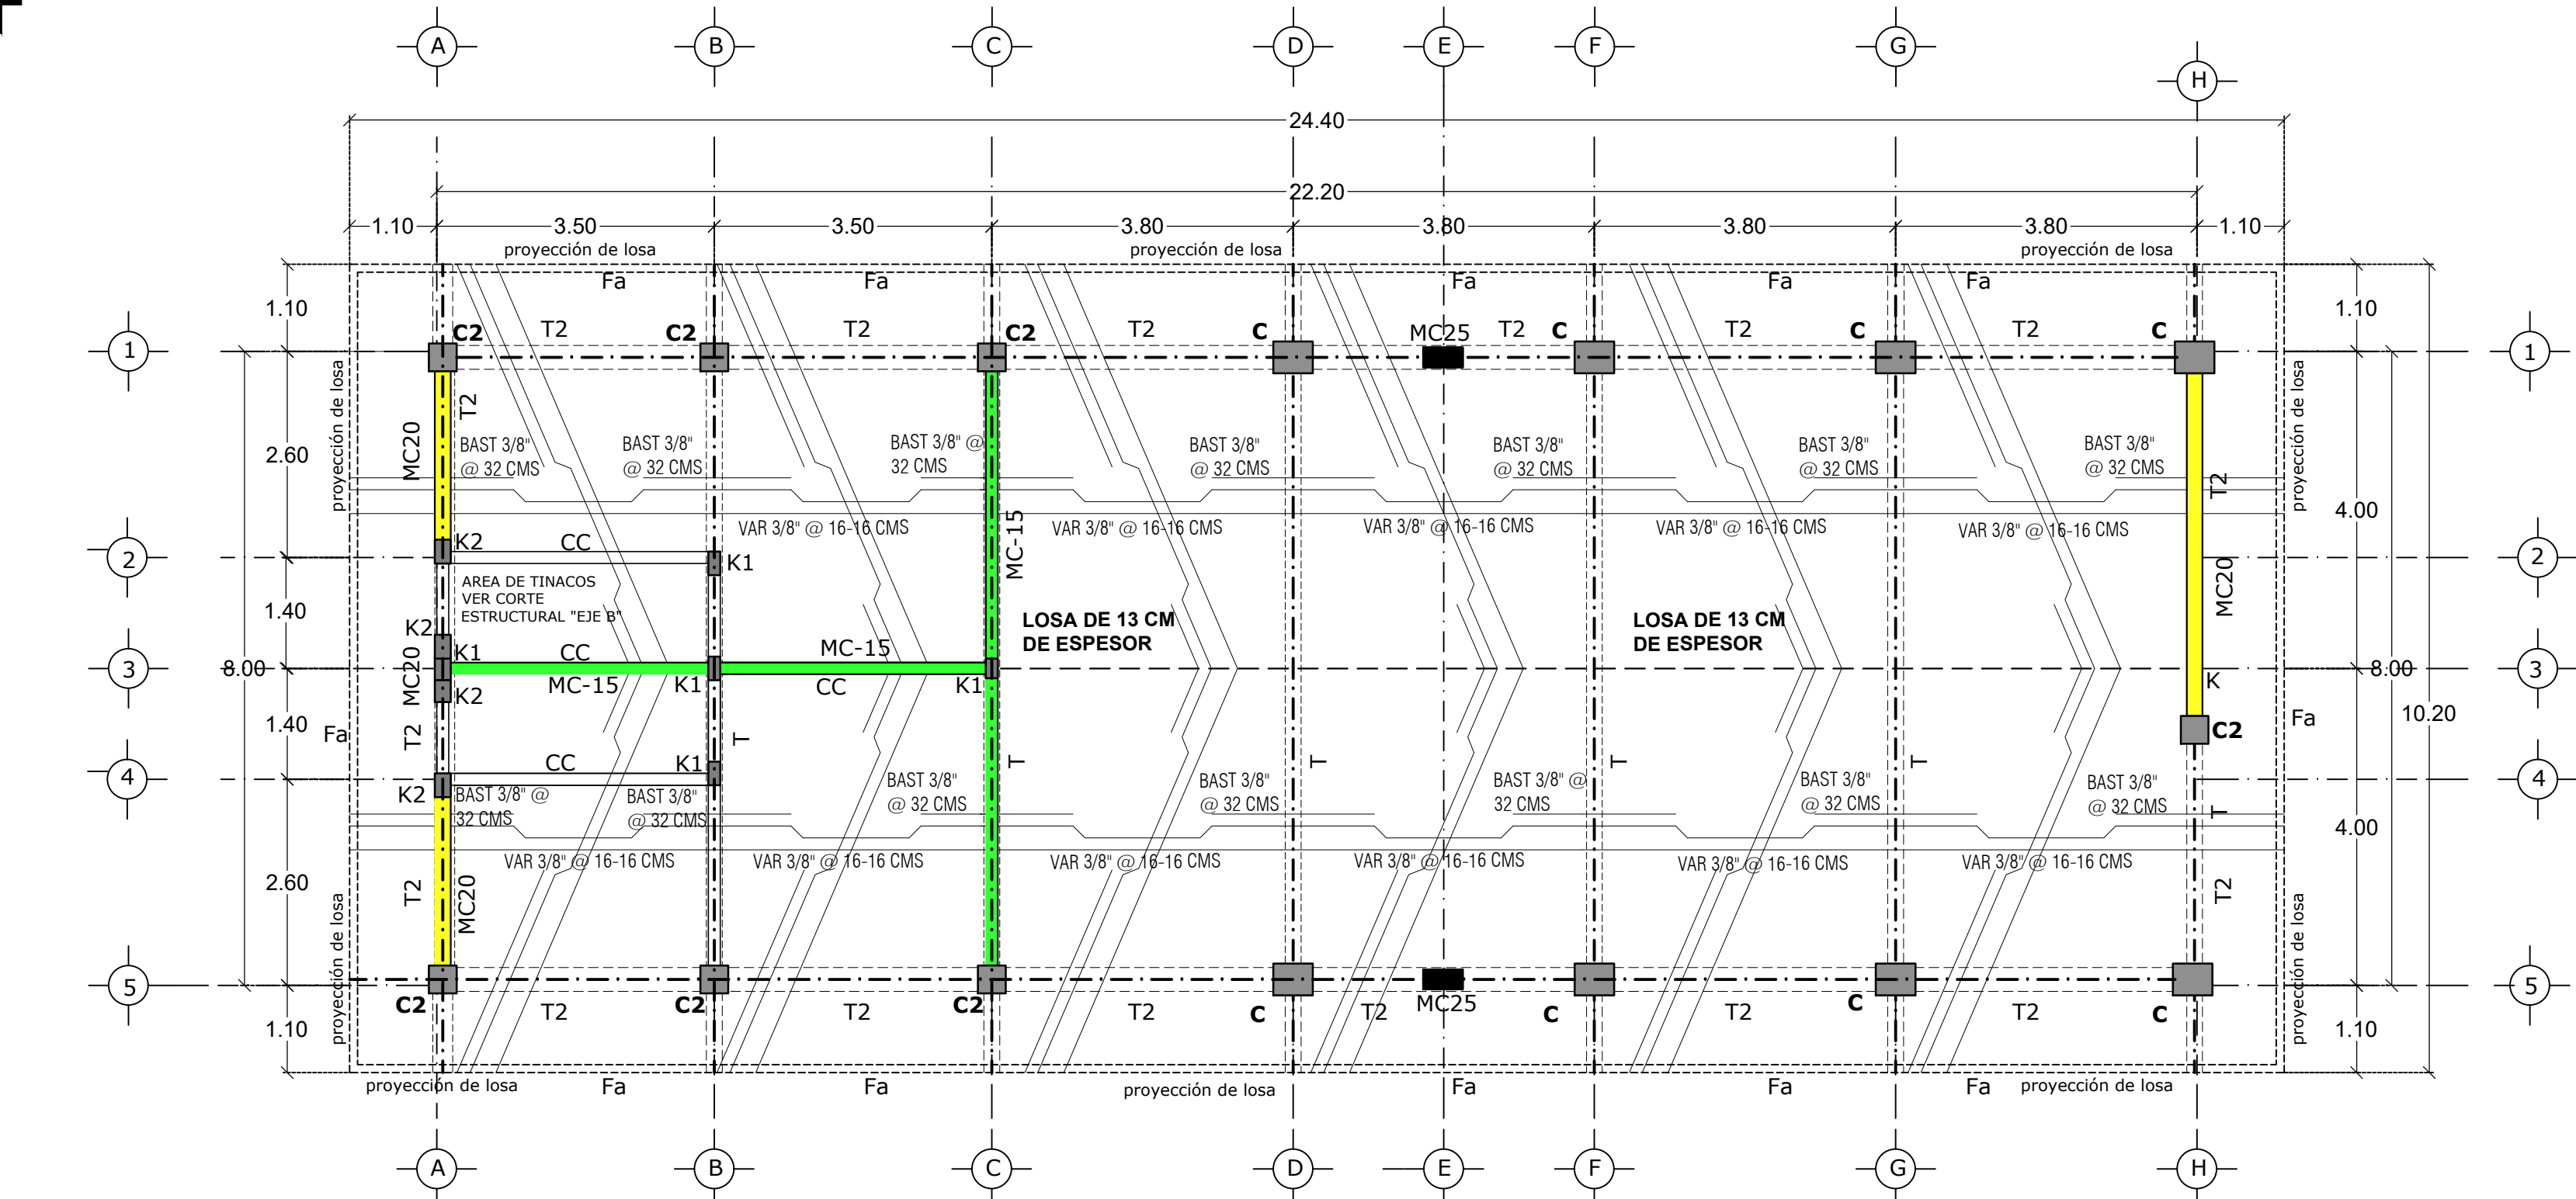 A
B
C
D
E
F
G
H
24.40
22.20
1.10
3.50
3.50
3.80
3.80
3.80
3.80
1.10
proyección de losa
proyección de losa
proyección de losa
Fa
Fa
Fa
Fa
Fa
1.10
1.10
C2
T2
C2
T2
C2
T2
C
MC25
T2
C
T2
C
T2
C
1
1
proyección de losa
proyección de losa
T2
MC20
2.60
BAST 3/8"
@ 32 CMS
BAST 3/8"
@ 32 CMS
BAST 3/8" @
32 CMS
BAST 3/8"
@ 32 CMS
BAST 3/8"
@ 32 CMS
BAST 3/8"
@ 32 CMS
BAST 3/8"
@ 32 CMS
T2
4.00
VAR 3/8" @ 16-16 CMS
VAR 3/8" @ 16-16 CMS
VAR 3/8" @ 16-16 CMS
VAR 3/8" @ 16-16 CMS
VAR 3/8" @ 16-16 CMS
MC-15
2
K2
CC
K1
2
AREA DE TINACOS
VER CORTE
ESTRUCTURAL "EJE B"
MC20
1.40
K2
LOSA DE 13 CM
DE ESPESOR
LOSA DE 13 CM
DE ESPESOR
3
8.00
MC20
K1
CC
MC-15
8.00
3
K2
MC-15
K1
CC
K1
K
1.40
Fa
T2
T
T
T
T
T
C2
Fa
10.20
4
CC
K1
4
K2
BAST 3/8" @
32 CMS
BAST 3/8"
@ 32 CMS
BAST 3/8"
@ 32 CMS
BAST 3/8"
@ 32 CMS
BAST 3/8" @
32 CMS
BAST 3/8"
@ 32 CMS
BAST 3/8"
@ 32 CMS
T
4.00
VAR 3/8" @ 16-16 CMS
VAR 3/8" @ 16-16 CMS
VAR 3/8" @ 16-16 CMS
VAR 3/8" @ 16-16 CMS
VAR 3/8" @ 16-16 CMS
VAR 3/8" @ 16-16 CMS
2.60
T2
MC20
T2
proyección de losa
proyección de losa
5
5
C2
T2
C2
T2
C2
T2
C
T2
MC25
C
T2
C
T2
C
1.10
1.10
proyección de losa
Fa
Fa
proyección de losa
Fa
Fa
Fa
proyección de losa
A
B
C
D
E
F
G
H